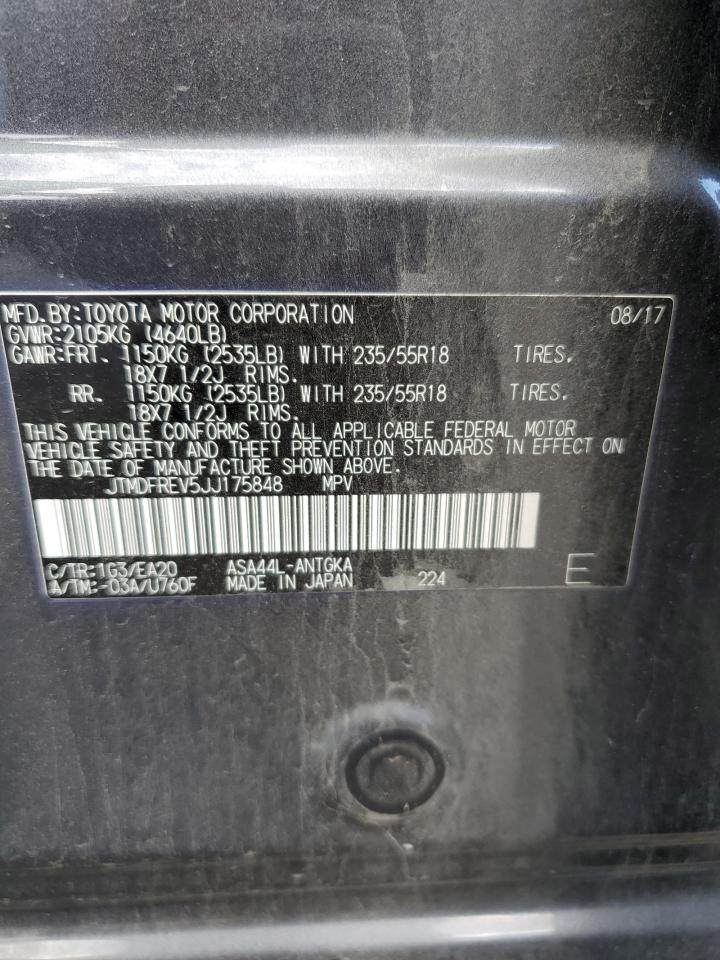 MFD.BY:TOYOTA MOTOR CORPORATION 08/17
GVWR:2105KG (4640LB)
GAWR:FRT. 1150KG (2535LB) WITH 235/55R18 TIRES.
18X7 1/2J RIMS.
RR. 1150KG (2535LB) WITH 235/55R18 TIRES.
18X7 1/2J RIMS.
THIS VEHICLE CONFORMS TO ALL APPLICABLE FEDERAL MOTOR
VEHICLE SAFETY AND THEFT PREVENTION STANDARDS IN EFFECT ON
THE DATE OF MANUFACTURE SHOWN ABOVE.
JTMDFREV5JJ175848 MPV
C/TR:1G3/EA20 ASA44L-ANTGKA
A/TM:-03A/U760F MADE IN JAPAN 224 E